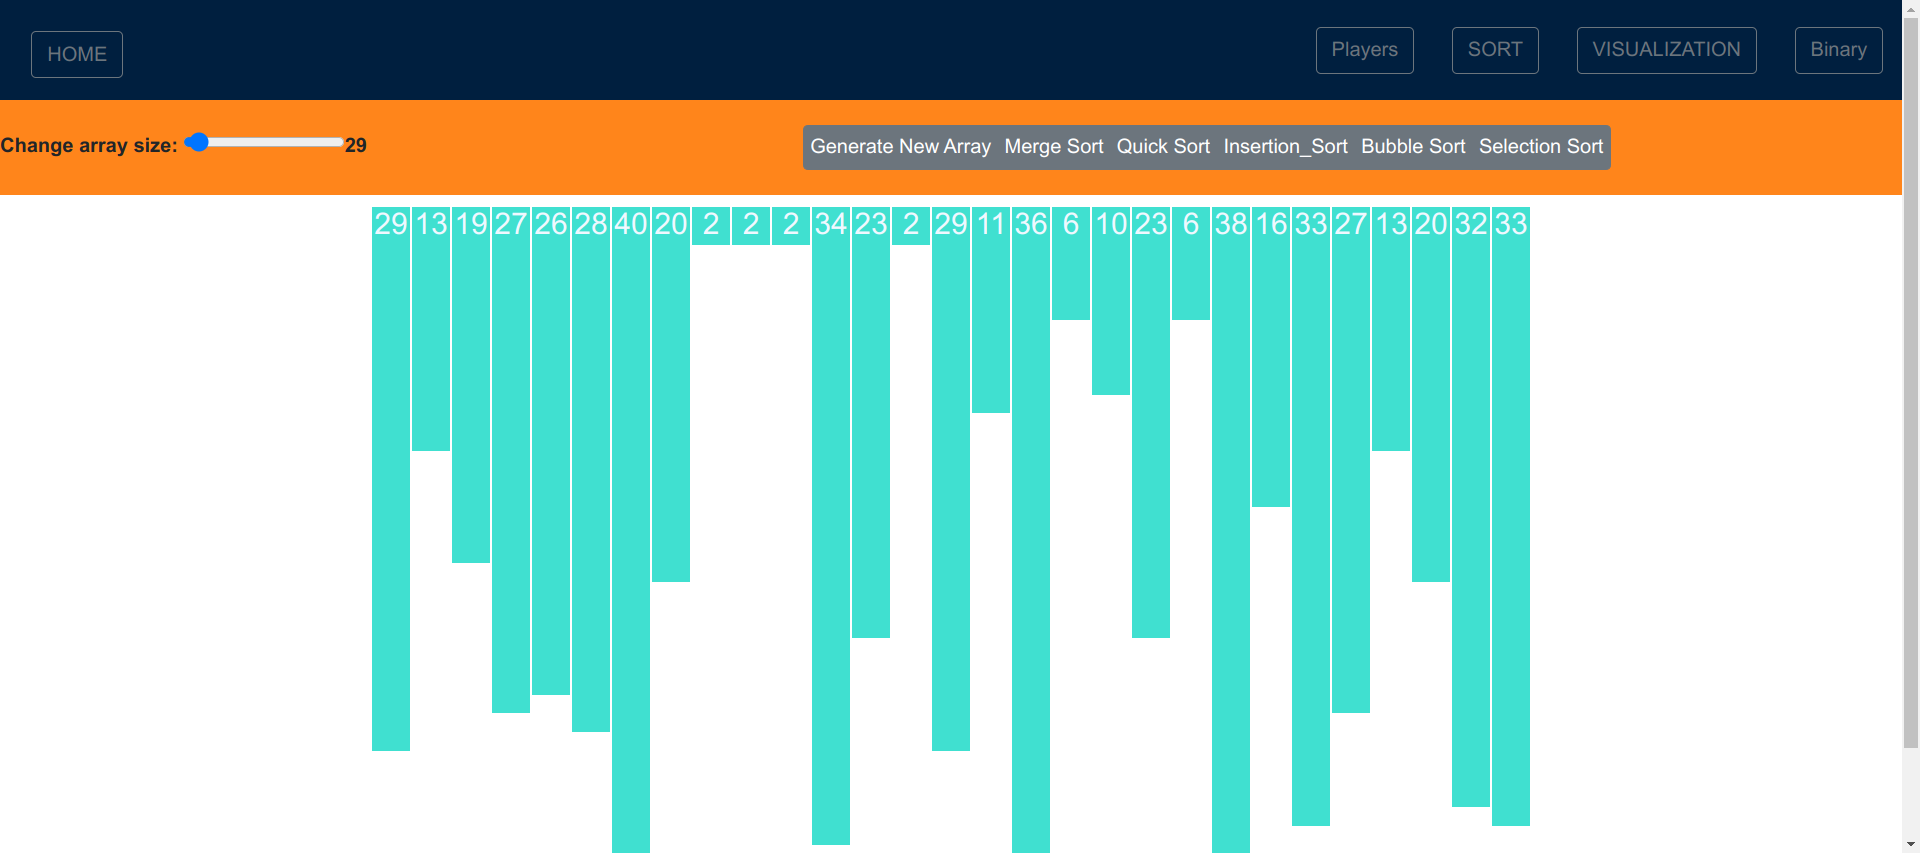 HOME Players SORT VISUALIZATION Binary
Change array size: 29 Generate New Array Merge Sort Quick Sort Insertion_Sort Bubble Sort Selection Sort
29 13 19 27 26 28 40 20 2 2 2 34 23 2 29 11 36 6 10 23 6 38 16 33 27 13 20 32 33